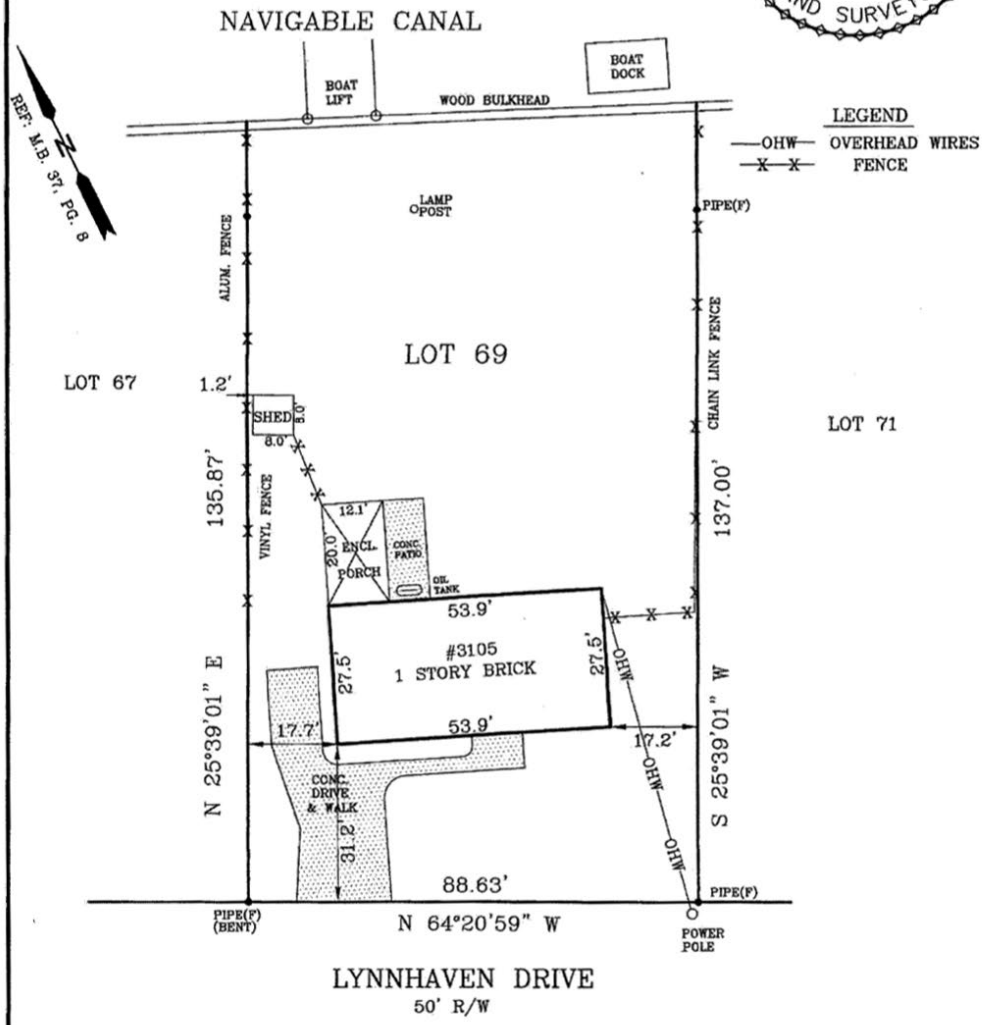 ND SURVEYO
NAVIGABLE CANAL
BOAT
DOCK
BOAT
LIFT
WOOD BULKHEAD
N
REF: M.B. 37, PG. 8
LEGEND
OHW OVERHEAD WIRES
X X FENCE
LAMP
POST
PIPE(F)
ALUM. FENCE
CHAIN LINK FENCE
LOT 69
LOT 67
1.2'
LOT 71
SHED
8.0'
8.0'
135.87'
137.00'
VINYL FENCE
12.1'
20.0'
ENCL.
PORCH
CONC.
PATIO
OIL
TANK
53.9'
#3105
1 STORY BRICK
27.5'
27.5'
OHW
53.9'
17.7'
17.2'
N 25°39'01" E
S 25°39'01" W
OHW
CONC.
DRIVE
& WALK
31.2'
OHW
88.63'
PIPE(F)
(BENT)
N 64°20'59" W
PIPE(F)
POWER
POLE
LYNNHAVEN DRIVE
50' R/W